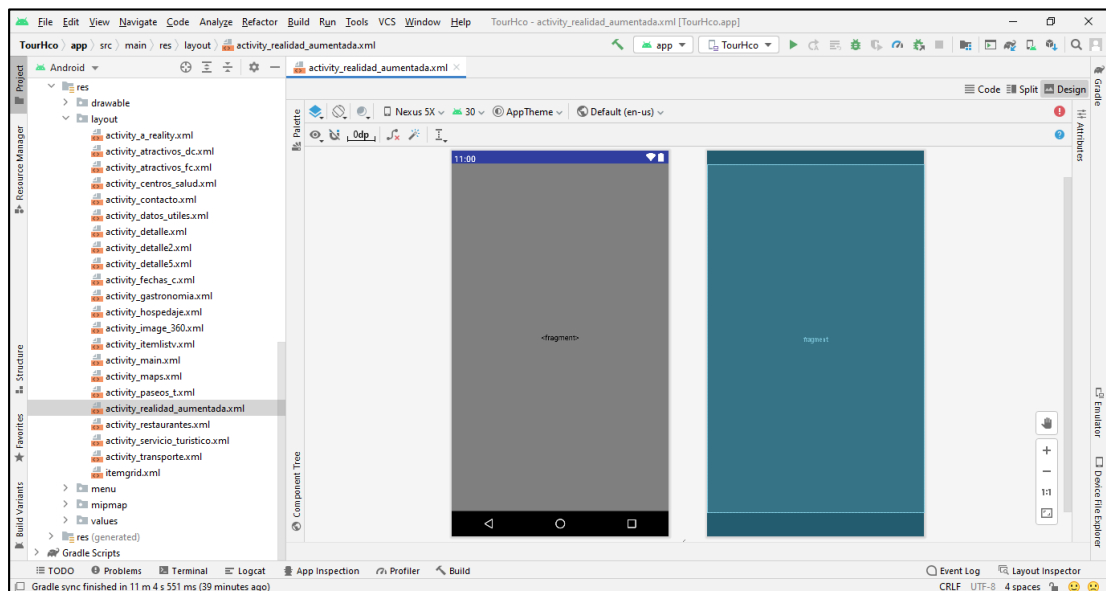 File Edit View Navigate Code Analyze Refactor Build Run Tools VCS Window Help TourHco - activity_realidad_aumentada.xml [TourHco.app]
TourHco app src main res layout activity_realidad_aumentada.xml app TourHco
Project
Resource Manager
Structure
Favorites
Build Variants
Android
res
drawable
layout
activity_a_reality.xml
activity_atractivos_dc.xml
activity_atractivos_fc.xml
activity_centros_salud.xml
activity_contacto.xml
activity_datos_utiles.xml
activity_detalle.xml
activity_detalle2.xml
activity_detalle5.xml
activity_fechas_c.xml
activity_gastronomia.xml
activity_hospedaje.xml
activity_image_360.xml
activity_itemlistv.xml
activity_main.xml
activity_maps.xml
activity_paseos_t.xml
activity_realidad_aumentada.xml
activity_restaurantes.xml
activity_servicio_turistico.xml
activity_transporte.xml
itemgrid.xml
menu
mipmap
values
res (generated)
Gradle Scripts
activity_realidad_aumentada.xml
Code Split Design
Palette
Component Tree
Nexus 5X 30 AppTheme Default (en-us)
0dp
11:00
<fragment>
fragment
1:1
Gradle
Attributes
Emulator
Device File Explorer
TODO Problems Terminal Logcat App Inspection Profiler Build Event Log Layout Inspector
Gradle sync finished in 11 m 4 s 551 ms (39 minutes ago) CRLF UTF-8 4 spaces